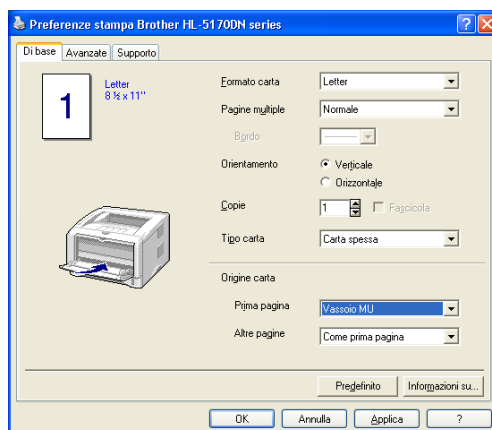 Preferenze stampa Brother HL-5170DN series
Di base Avanzate Supporto
1
Letter
8 ½ x 11"
Formato carta Letter
Pagine multiple Normale
Bordo
Orientamento Verticale
Orizzontale
Copie 1 Fascicola
Tipo carta Carta spessa
Origine carta
Prima pagina Vassoio MU
Altre pagine Come prima pagina
Predefinito Informazioni su...
OK Annulla Applica ?